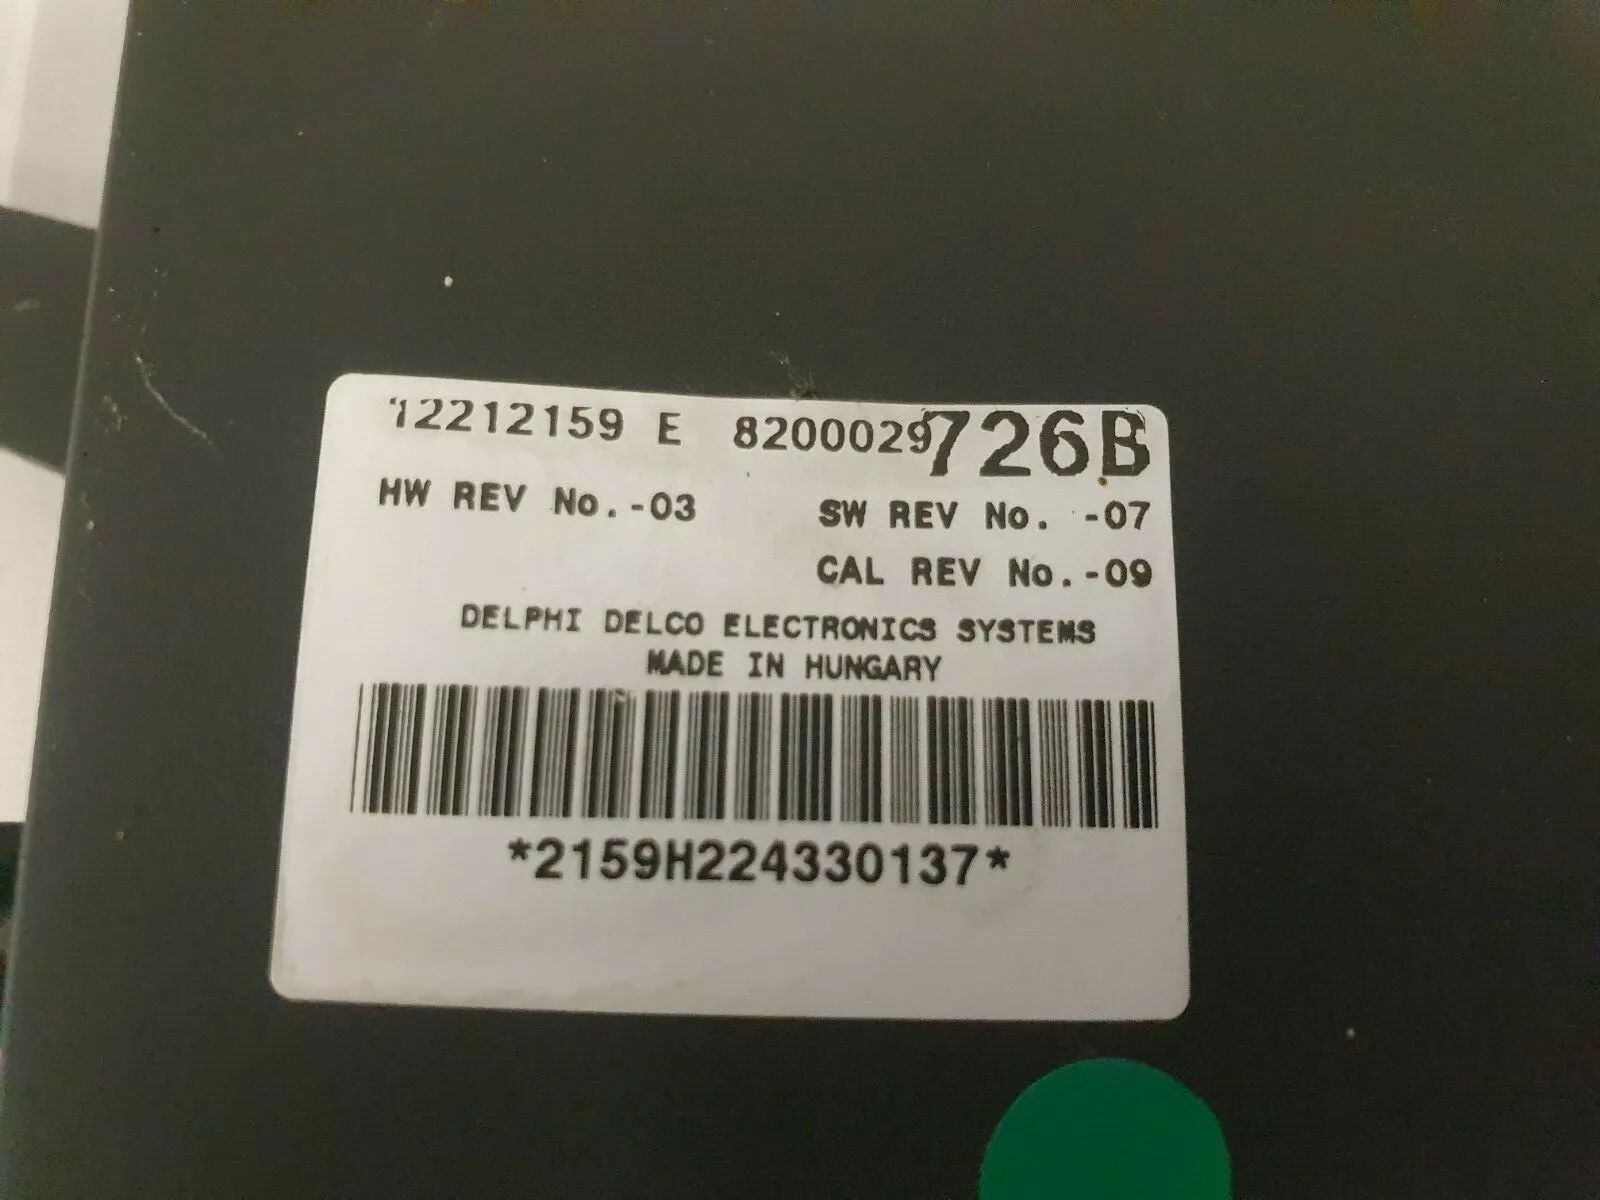 12212159 E 8200029726B
HW REV No.-03 SW REV No. -07
CAL REV No.-09
DELPHI DELCO ELECTRONICS SYSTEMS
MADE IN HUNGARY
*2159H224330137*